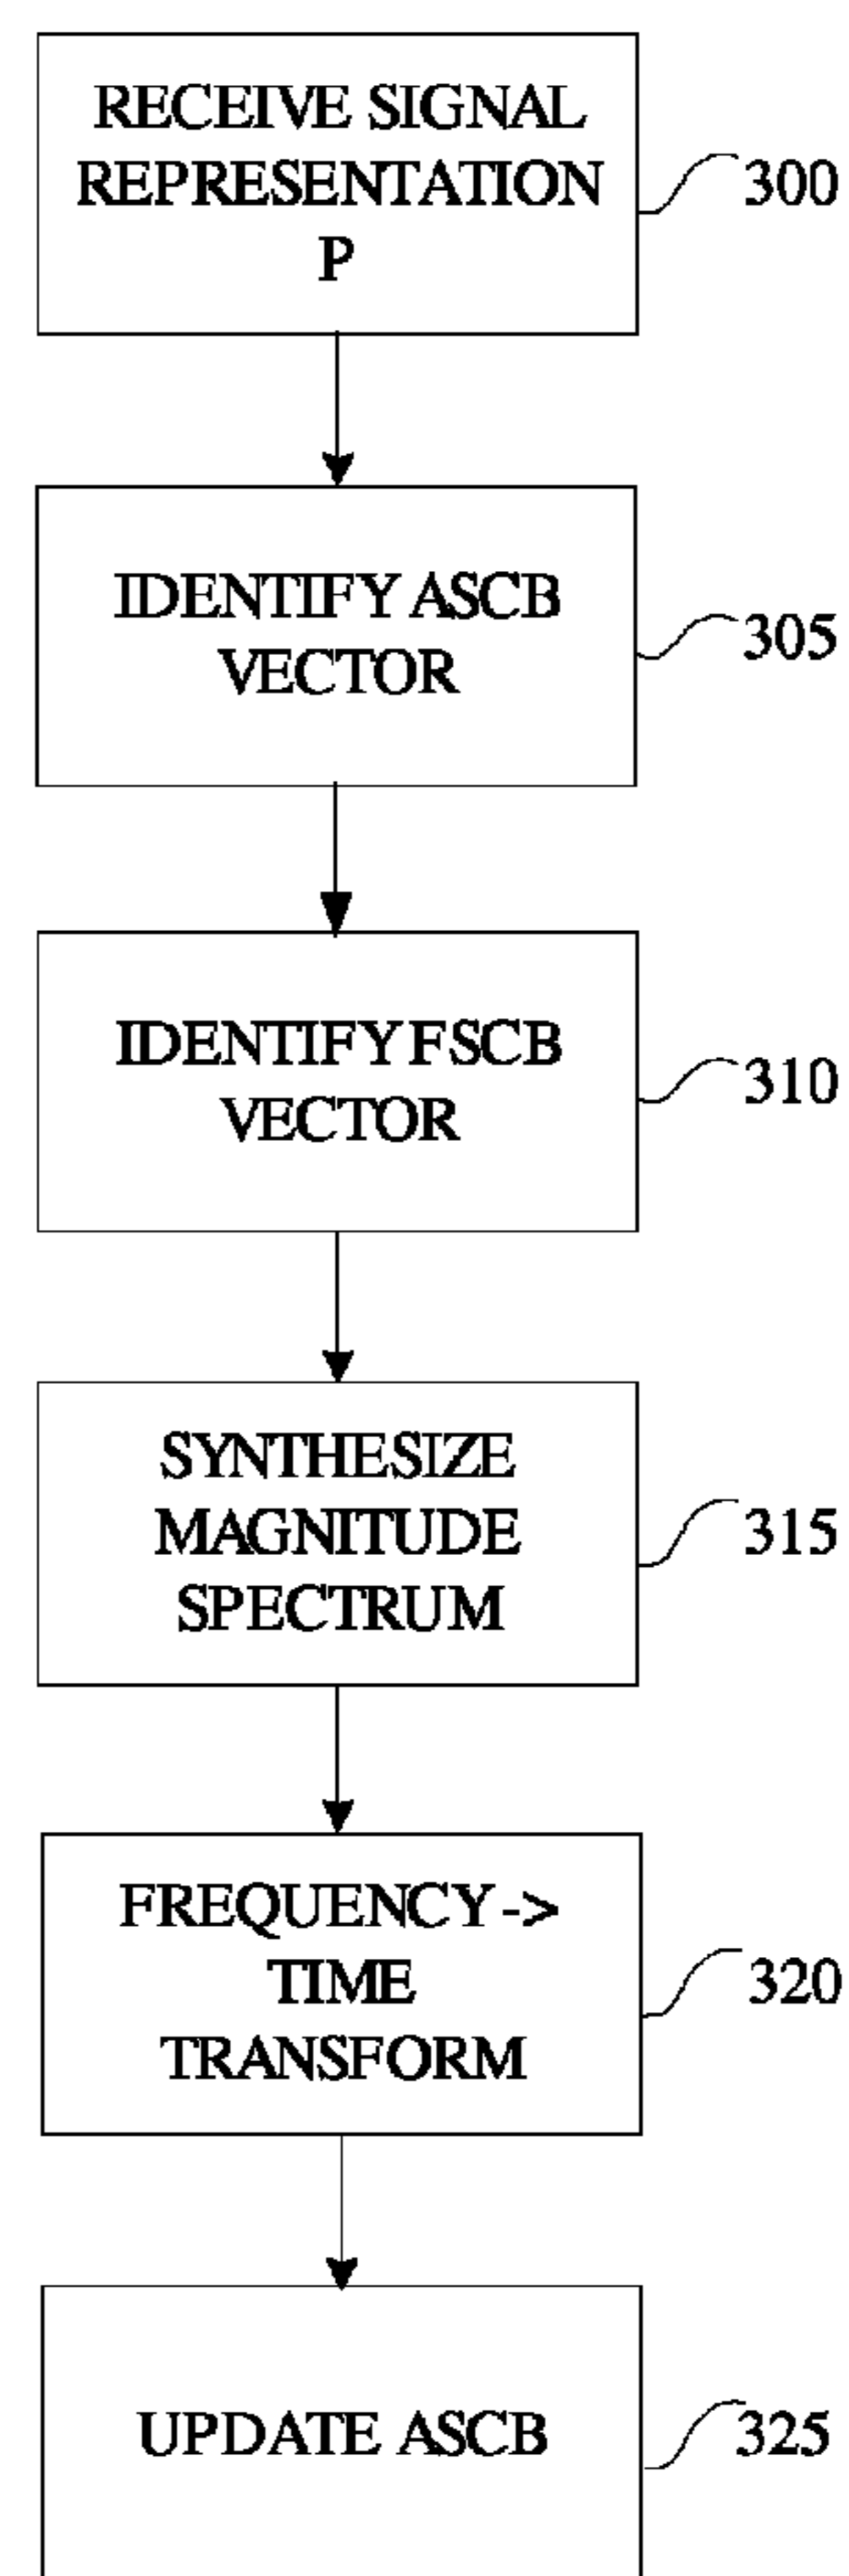 RECEIVE SIGNAL
REPRESENTATION
P
300
IDENTIFY ASCB
VECTOR
305
IDENTIFY FSCB
VECTOR
310
SYNTHESIZE
MAGNITUDE
SPECTRUM
315
FREQUENCY ->
TIME
TRANSFORM
320
UPDATE ASCB
325